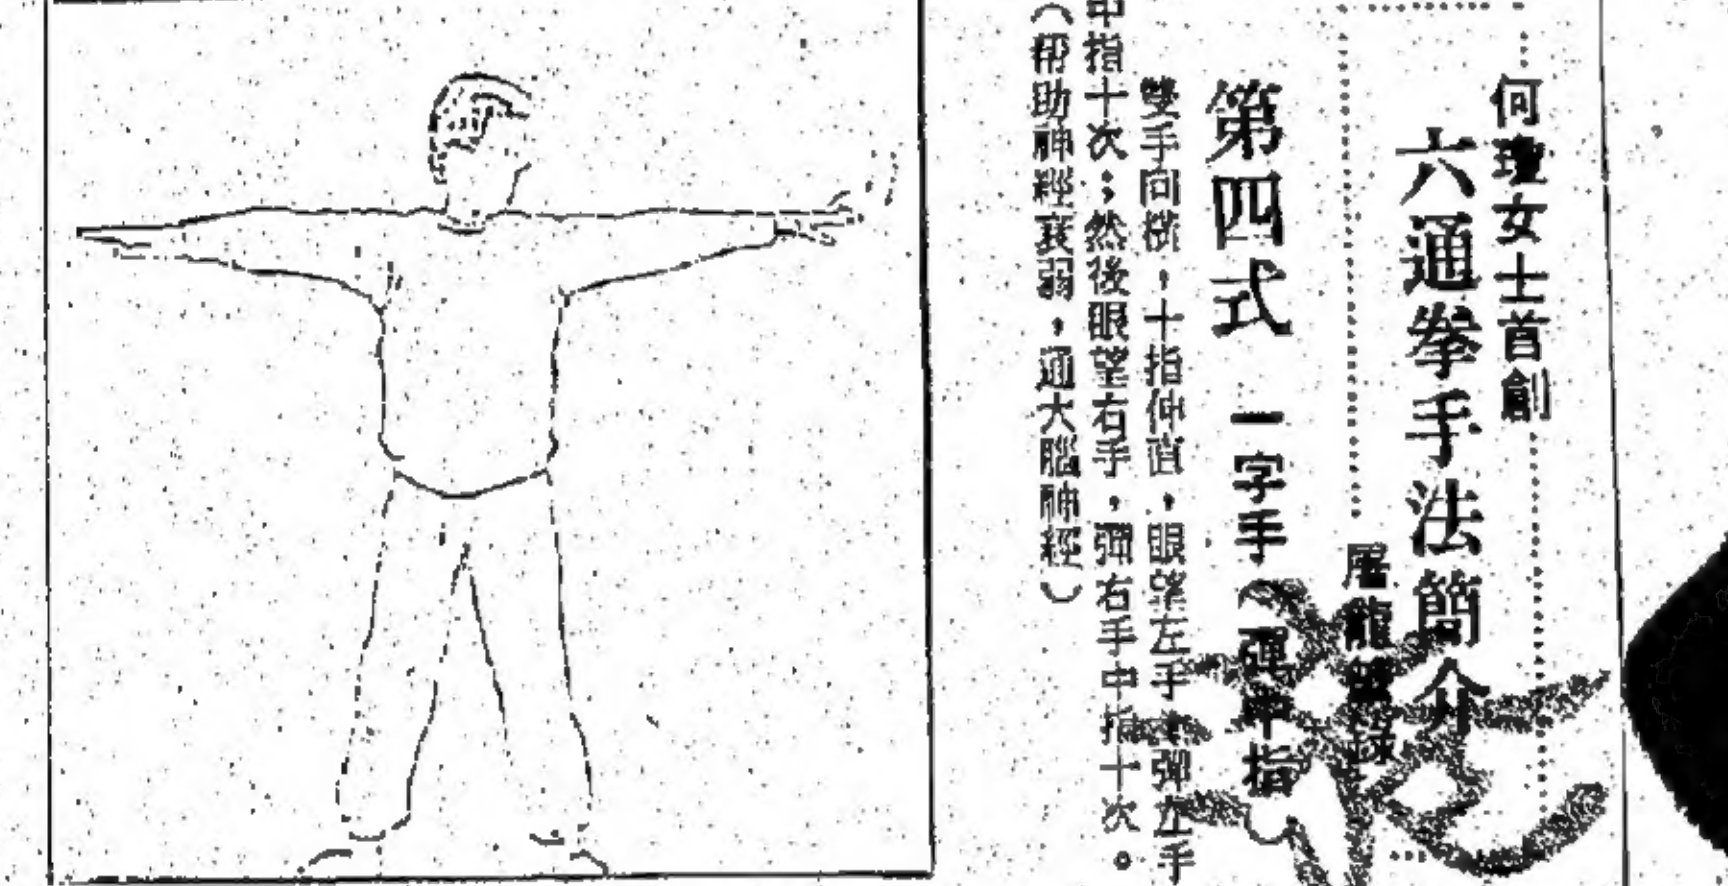 何瓊女士首創
六通拳手法簡介
屠龍
第四式 一字手(彈中指)
雙手向橫,十指伸直,眼望左手,彈左手
中指十次;然後眼望右手,彈右手中指十次。
(帮助神經衰弱,通大腦神經)